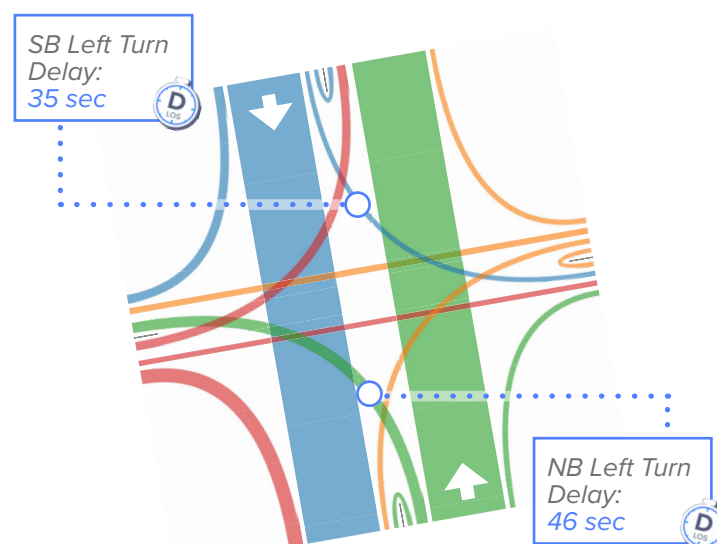 SB Left Turn
Delay:
35 sec
D
LOS
NB Left Turn
Delay:
46 sec
D
LOS